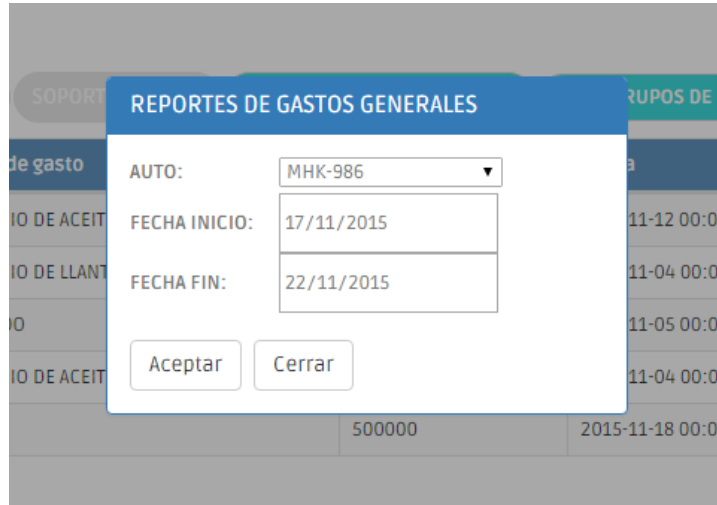 SOPORT
RUPOS DE
REPORTES DE GASTOS GENERALES
de gasto
a
AUTO: MHK-986
IO DE ACEIT
11-12 00:0
FECHA INICIO: 17/11/2015
IO DE LLANT
11-04 00:0
FECHA FIN: 22/11/2015
DO
11-05 00:0
IO DE ACEIT
11-04 00:0
Aceptar Cerrar
500000 2015-11-18 00:0